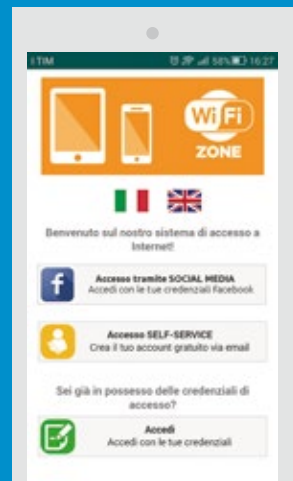 I TIM 58% 16:27
Wi Fi
ZONE
Benvenuto sul nostro sistema di accesso a
Internet!
Accesso tramite SOCIAL MEDIA
Accedi con le tue credenziali Facebook
Accesso SELF-SERVICE
Crea il tuo account gratuito via email
Sei già in possesso delle credenziali di
accesso?
Accedi
Accedi con le tue credenziali